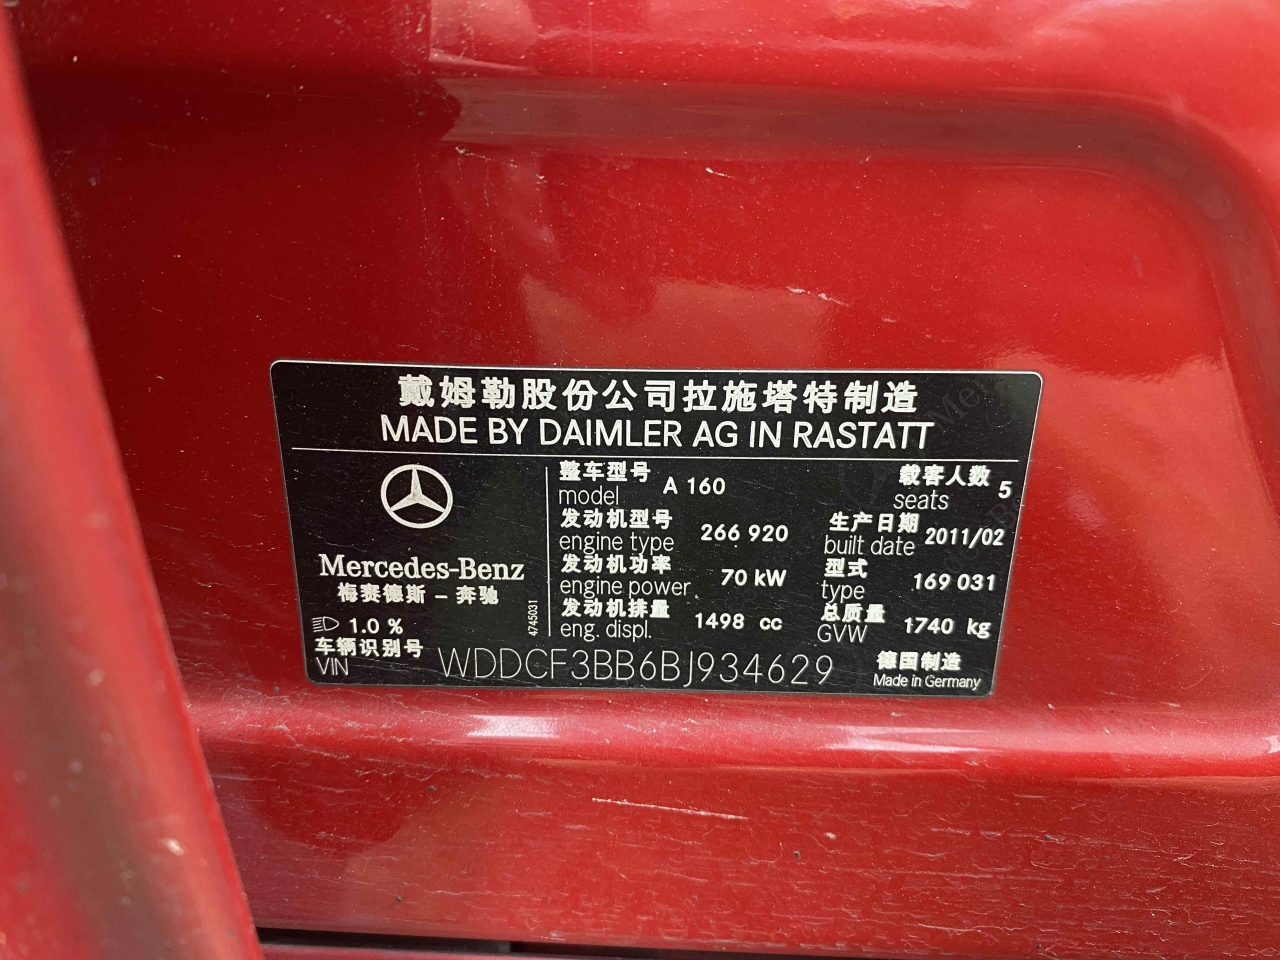 戴姆勒股份公司拉施塔特制造
MADE BY DAIMLER AG IN RASTATT
Mercedes-Benz
梅赛德斯 - 奔驰
1.0 %
4745031
整车型号 model A 160
载客人数 seats 5
发动机型号 engine type 266 920
生产日期 built date 2011/02
发动机功率 engine power 70 kW
型式 type 169 031
发动机排量 eng. displ. 1498 cc
总质量 GVW 1740 kg
车辆识别号 VIN WDDCF3BB6BJ934629
德国制造
Made in Germany